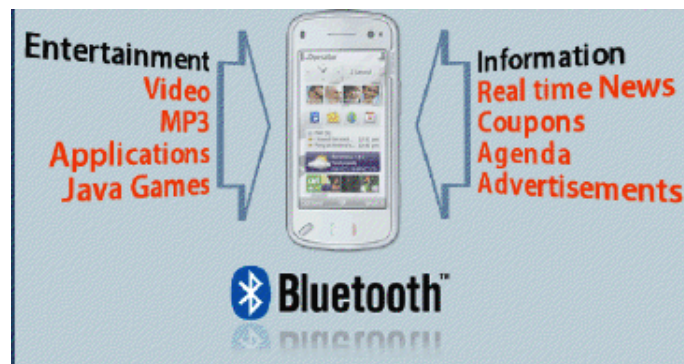 Entertainment
Video
MP3
Applications
Java Games
Information
Real time News
Coupons
Agenda
Advertisements
Bluetooth™